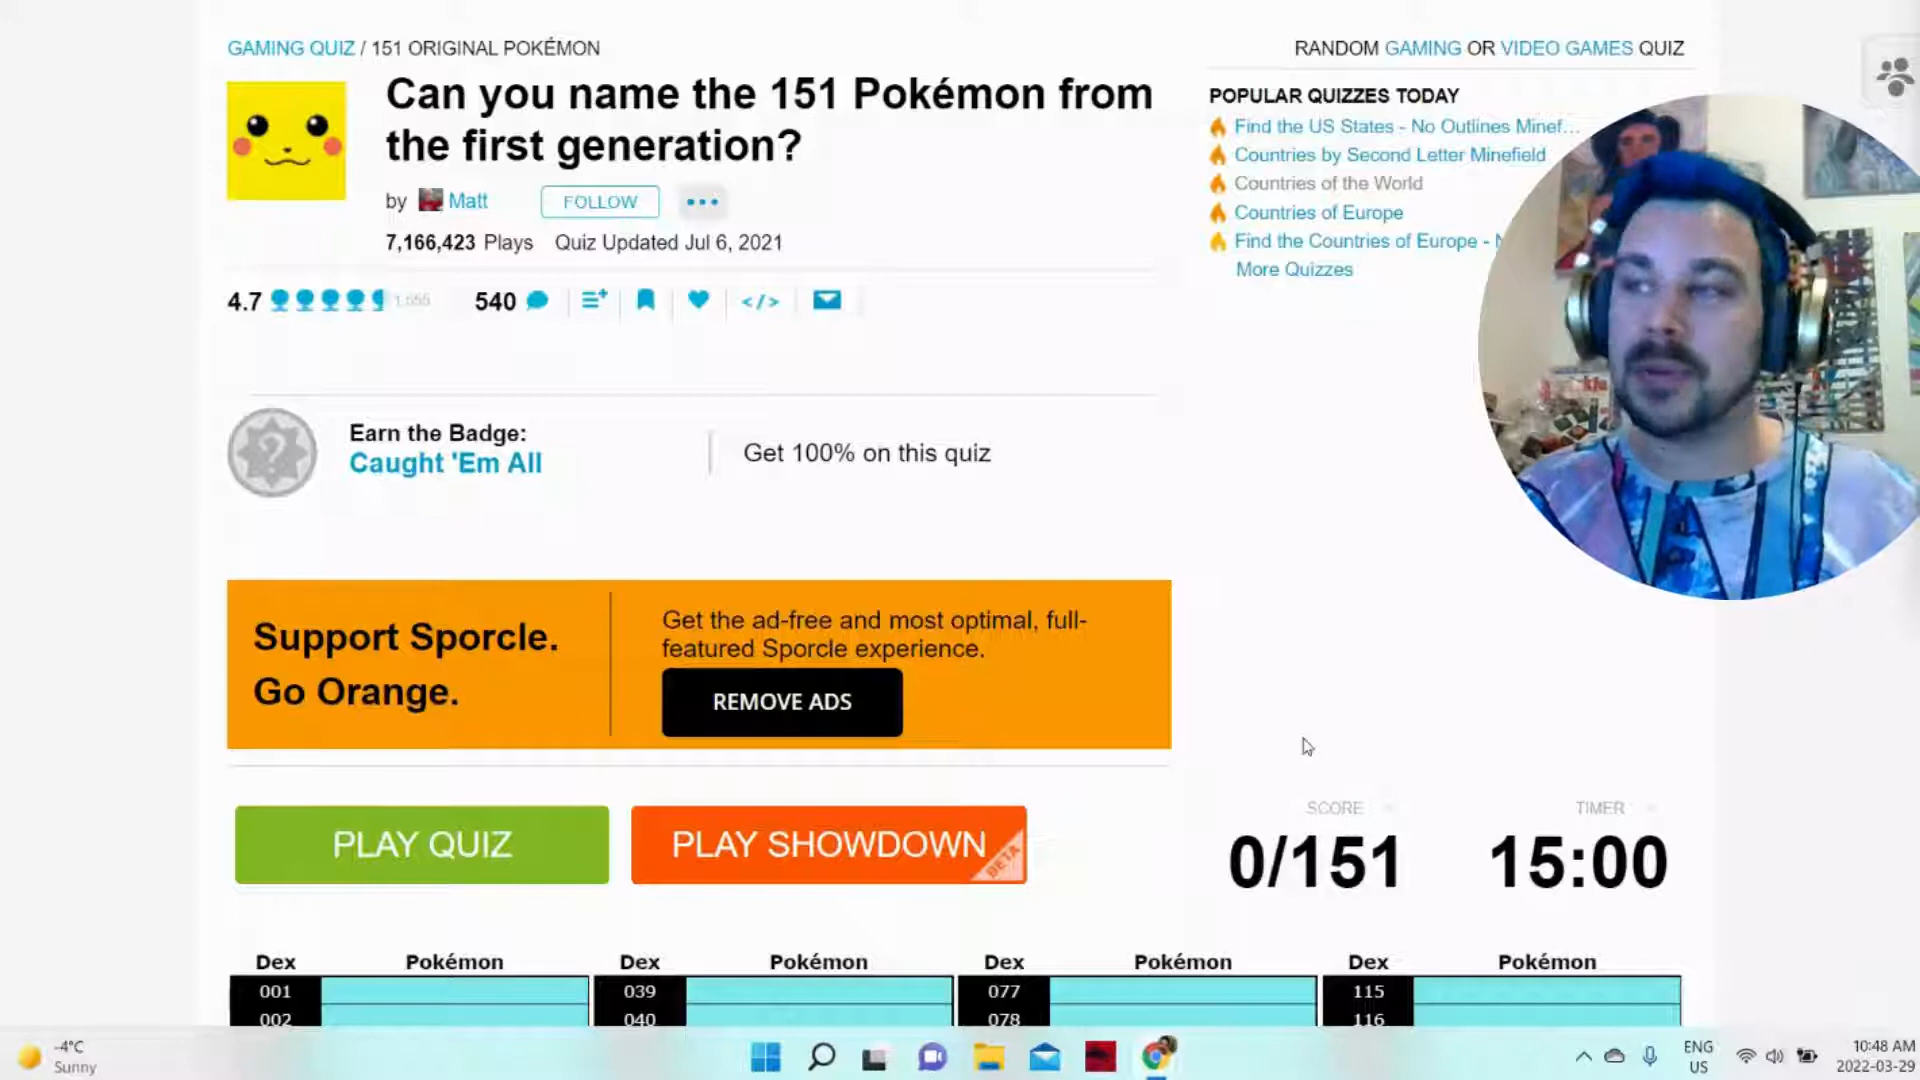 GAMING QUIZ / 151 ORIGINAL POKÉMON
RANDOM GAMING OR VIDEO GAMES QUIZ
Can you name the 151 Pokémon from
the first generation?
by Matt
FOLLOW
7,166,423 Plays Quiz Updated Jul 6, 2021
POPULAR QUIZZES TODAY
Find the US States - No Outlines Minef...
Countries by Second Letter Minefield
Countries of the World
Countries of Europe
Find the Countries of Europe - N
More Quizzes
4.7
540
</>
Earn the Badge:
Caught 'Em All
Get 100% on this quiz
Support Sporcle.
Go Orange.
Get the ad-free and most optimal, full-
featured Sporcle experience.
REMOVE ADS
PLAY QUIZ
PLAY SHOWDOWN
BETA
SCORE
0/151
TIMER
15:00
Dex Pokémon Dex Pokémon Dex Pokémon Dex Pokémon
001 039 077 115
002 040 078 116
-4°C
Sunny
ENG
US
10:48 AM
2022-03-29